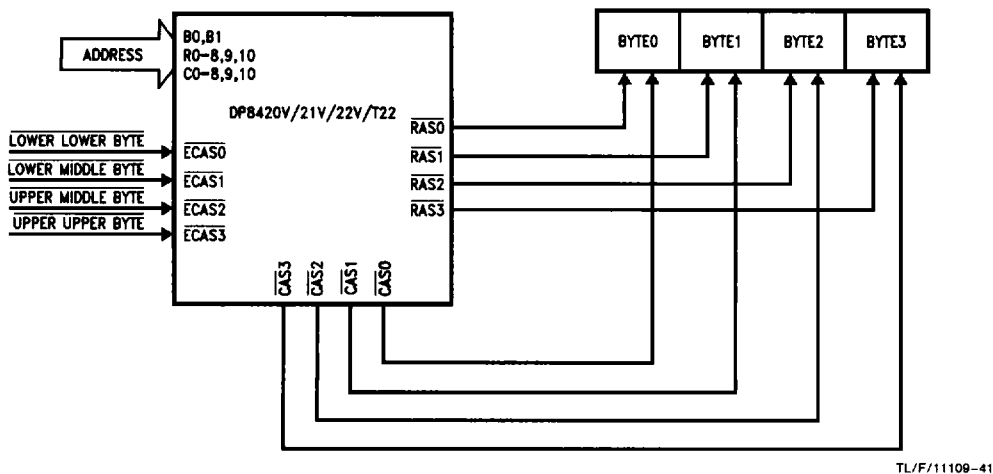 ADDRESS
B0,B1
R0-8,9,10
C0-8,9,10
DP8420V/21V/22V/T22
LOWER LOWER BYTE
LOWER MIDDLE BYTE
UPPER MIDDLE BYTE
UPPER UPPER BYTE
ECAS0
ECAS1
ECAS2
ECAS3
RAS0
RAS1
RAS2
RAS3
CAS3
CAS2
CAS1
CAS0
BYTE0
BYTE1
BYTE2
BYTE3
TL/F/11109-41